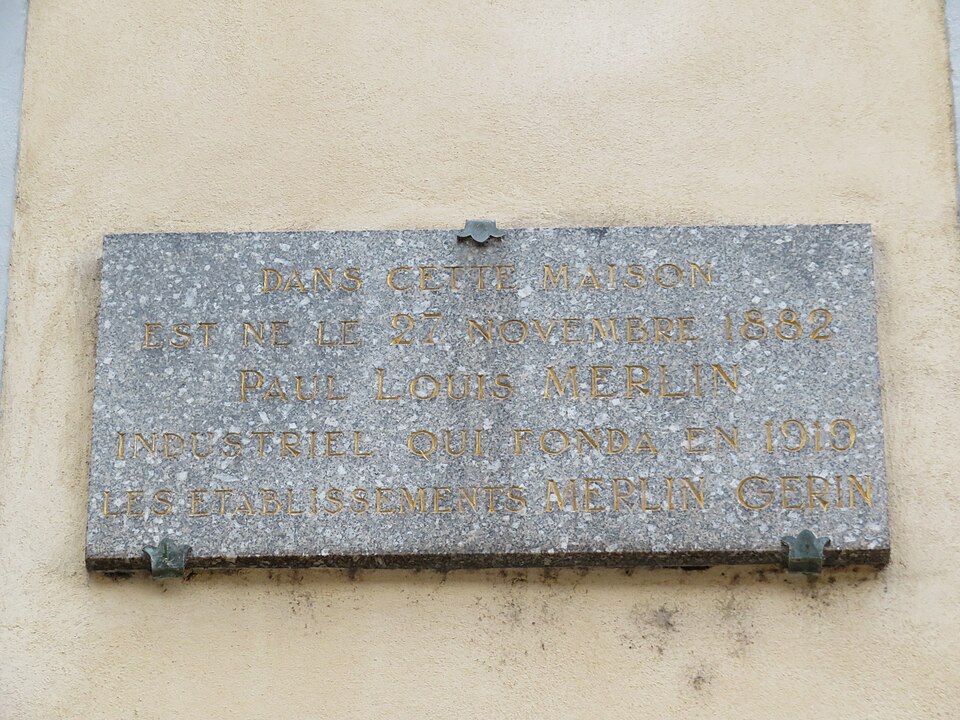 DANS CETTE MAISON
EST NE LE 27 NOVEMBRE 1882
PAUL LOUIS MERLIN
INDUSTRIEL QUI FONDA EN 1919
LES ETABLISSEMENTS MERLIN GERIN